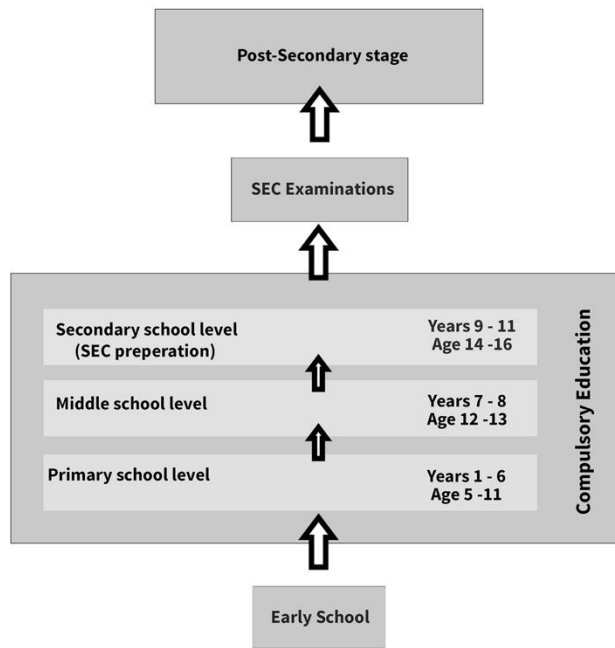 Post-Secondary stage
SEC Examinations
Secondary school level
(SEC preperation)
Years 9 - 11
Age 14 -16
Middle school level
Years 7 - 8
Age 12 -13
Primary school level
Years 1 - 6
Age 5 -11
Compulsory Education
Early School